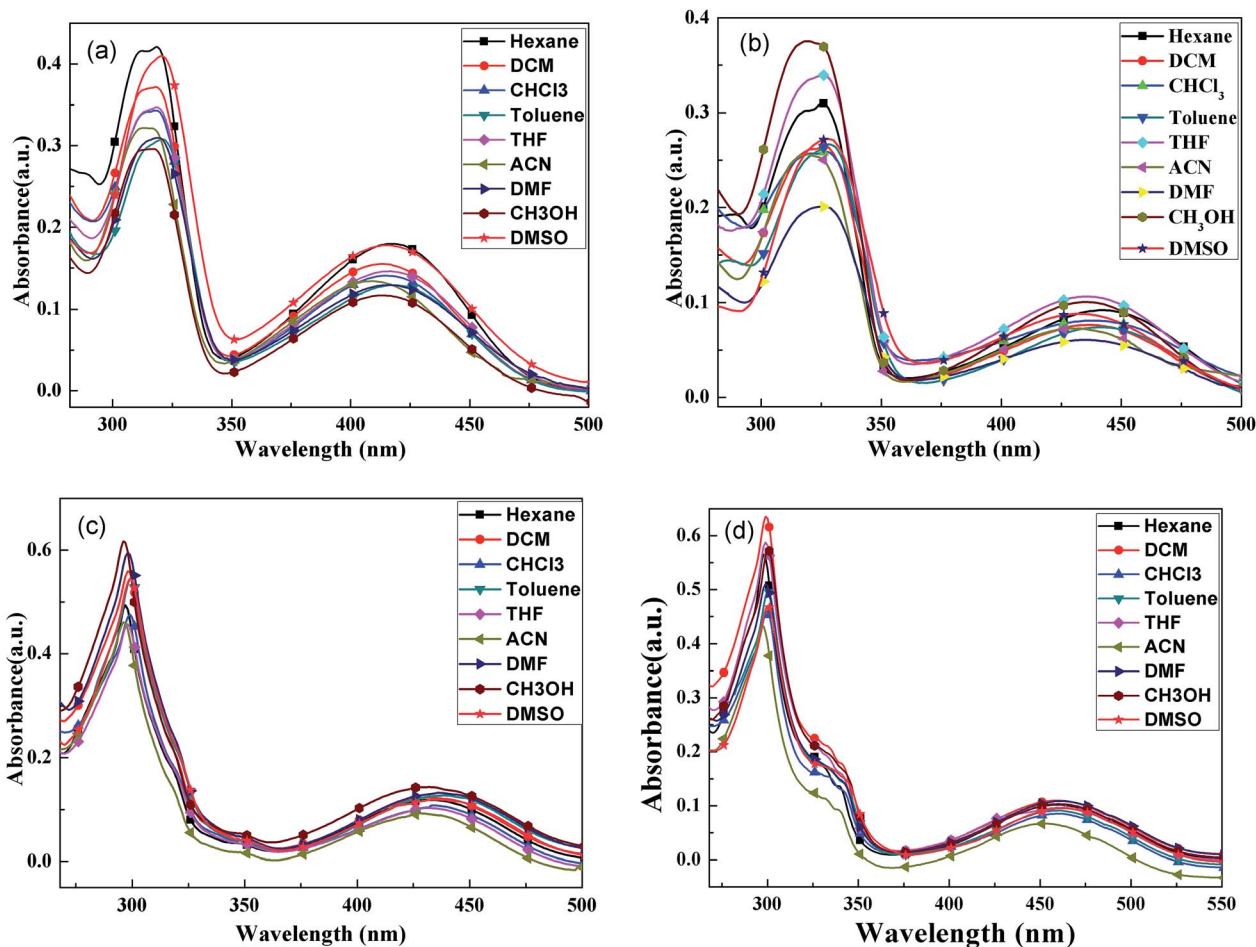 (a)
Hexane
DCM
CHCl3
Toluene
THF
ACN
DMF
CH3OH
DMSO
0.4
0.3
0.2
0.1
0.0
Absorbance(a.u.)
300 350 400 450 500
Wavelength (nm)
(b)
Hexane
DCM
CHCl3
Toluene
THF
ACN
DMF
CH3OH
DMSO
0.4
0.3
0.2
0.1
0.0
Absorbance (a.u.)
300 350 400 450 500
Wavelength (nm)
(c)
Hexane
DCM
CHCl3
Toluene
THF
ACN
DMF
CH3OH
DMSO
0.6
0.4
0.2
0.0
Absorbance(a.u.)
300 350 400 450 500
Wavelength (nm)
(d)
Hexane
DCM
CHCl3
Toluene
THF
ACN
DMF
CH3OH
DMSO
0.6
0.5
0.4
0.3
0.2
0.1
0.0
Absorbance(a.u.)
300 350 400 450 500 550
Wavelength (nm)